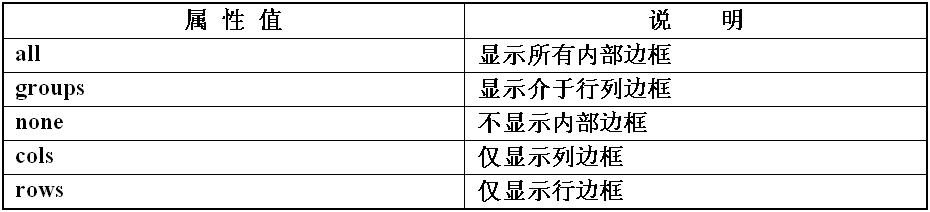 属 性 值 说 明
all 显示所有内部边框
groups 显示介于行列边框
none 不显示内部边框
cols 仅显示列边框
rows 仅显示行边框